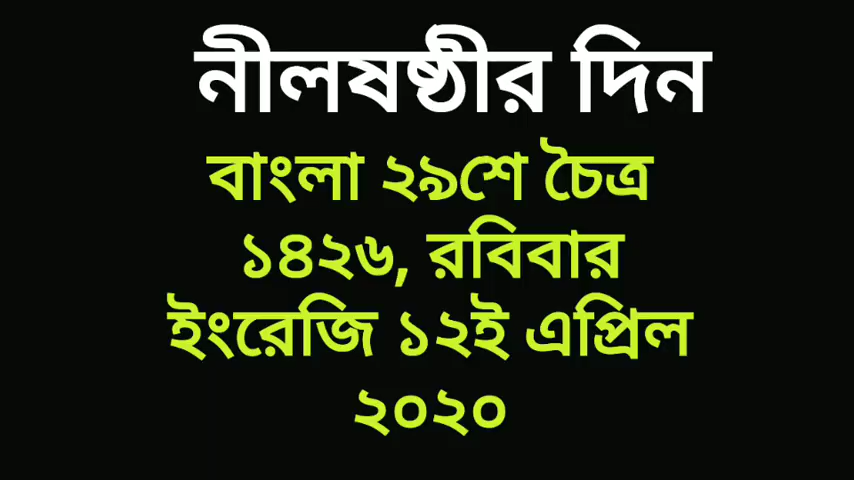 নীলষষ্ঠীর দিন
বাংলা ২৯শে চৈত্র
১৪২৬, রবিবার
ইংরেজি ১২ই এপ্রিল
২০২০